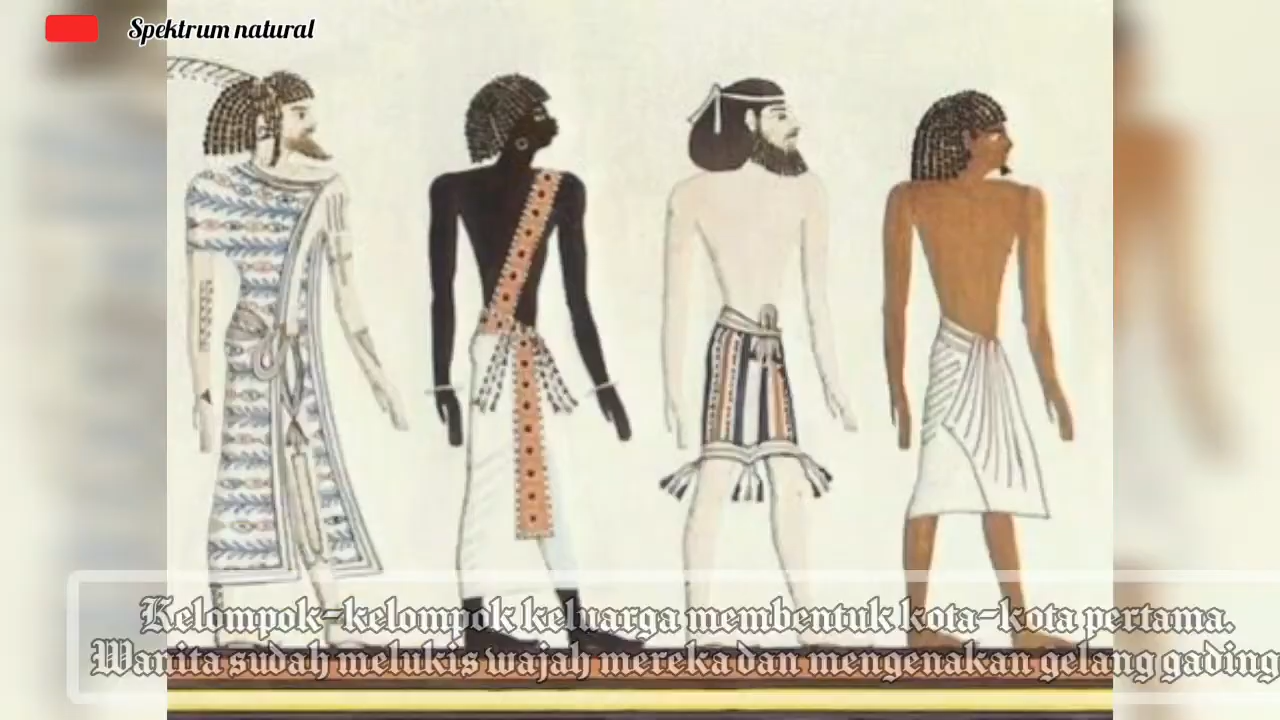 Spektrum natural
Kelompok-kelompok keluarga membentuk kota-kota pertama.
Wanita sudah melukis wajah mereka dan mengenakan gelang gading